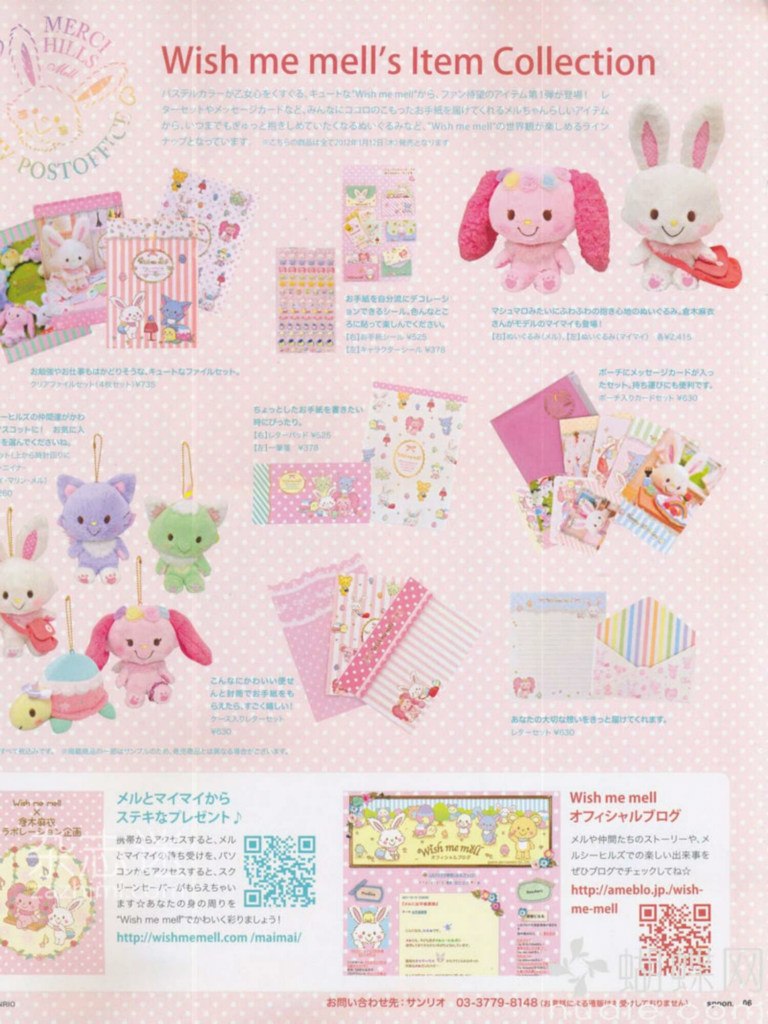 MERCI
HILLS
Mell
POSTOFFICE
Wish me mell's Item Collection
パステルカラーが乙女心をくすぐる、キュートな"Wish me mell"から、ファン待望のアイテム第1弾が登場! レ
ターセットやメッセージカードなど、みんなにココロのこもったお手紙を届けてくれるメルちゃんらしいアイテム
から、いつまでもぎゅっと抱きしめていたくなるぬいぐるみなど、"Wish me mell"の世界観が楽しめるライン
ナップとなっています。 ※こちらの商品は全て2012年1月12日(木)発売となります
お手紙を自分流にデコレーショ
ンできるシール。色んなとこ
ろに貼って楽しんでください。
【右】お手紙シール ¥525
【左】キャラクターシール ¥378
マシュマロみたいにふわふわの抱き心地のぬいぐるみ。倉木麻衣
さんがモデルのマイマイも登場!
【右】ぬいぐるみ(メル)、【左】ぬいぐるみ(マイマイ) 各¥2,415
お勉強やお仕事もはかどりそうな、キュートなファイルセット。
クリアファイルセット(4枚セット)¥735
ポーチにメッセージカードが入っ
たセット。持ち運びにも便利です。
ポーチ入りカードセット ¥630
ーヒルズの仲間達がかわ
スコットに! お気に入
を選んでくださいね。
ット(上から時計回りに
・ニイナ・
ィ・マリン・メル)
260
ちょっとしたお手紙を書きたい
時にぴったり。
【右】レターパッド ¥525
【左】一筆箋 ¥378
こんなにかわいい便せ
んと封筒でお手紙をも
らえたら、すごく嬉しい!
ケース入りレターセット
¥630
あなたの大切な想いをきっと届けてくれます。
レターセット ¥630
すべて税込みです。 ※掲載商品の一部はサンプルのため、発売商品とは異なる場合がございます。
Wish me mell
×
倉木麻衣
ラボレーション企画
メルとマイマイから
ステキなプレゼント♪
携帯からアクセスすると、メル
とマイマイの待ち受けを、パソ
コンからアクセスすると、ス
クリーンセーバーがもらえちゃい
ます☆あなたの身の周りを
"Wish me mell"でかわいく彩りましょう!
http://wishmemell.com /maimai/
Wish me mell
オフィシャルブログ
Wish me mell
オフィシャルブログ
メルや仲間たちのストーリーや、メ
ルシーヒルズでの楽しい出来事を
ぜひブログでチェックしてね☆
http://ameblo.jp/wish-
me-mell
お問い合わせ先:サンリオ 03-3779-8148
spoon. 06
蝴蝶网
hudie.com